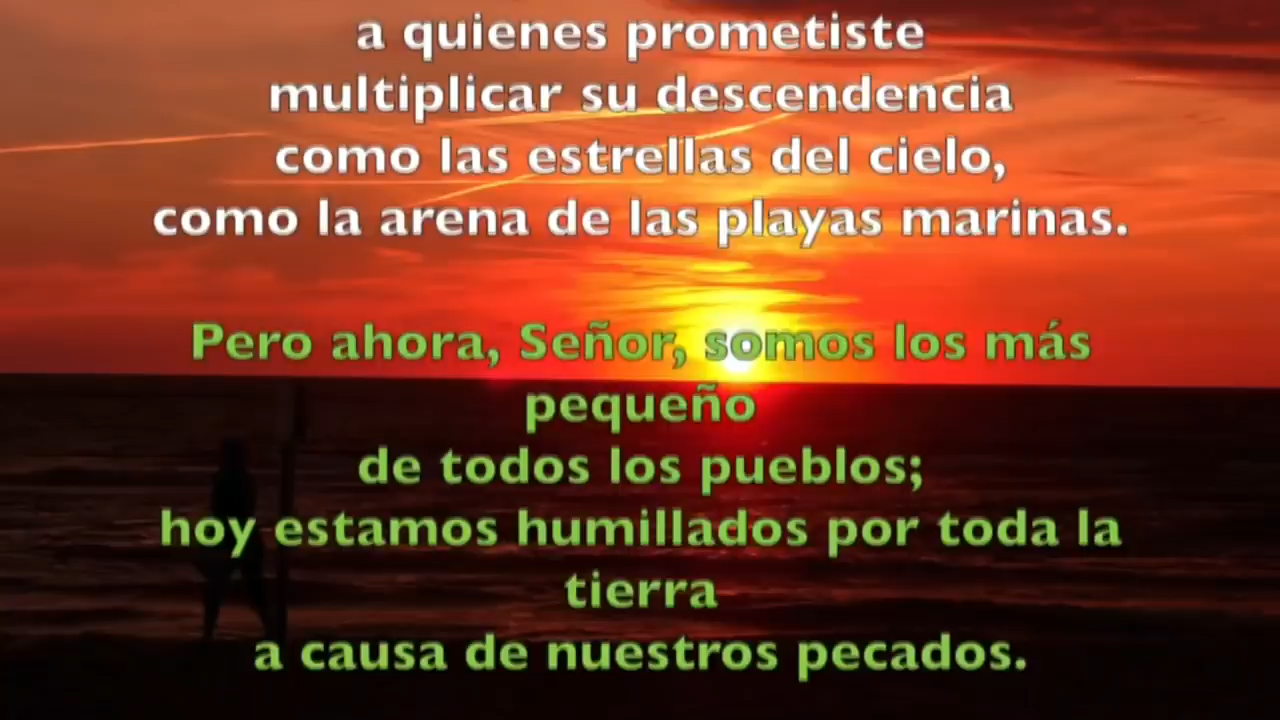 a quienes prometiste
multiplicar su descendencia
como las estrellas del cielo,
como la arena de las playas marinas.
Pero ahora, Señor, somos los más
pequeño
de todos los pueblos;
hoy estamos humillados por toda la
tierra
a causa de nuestros pecados.